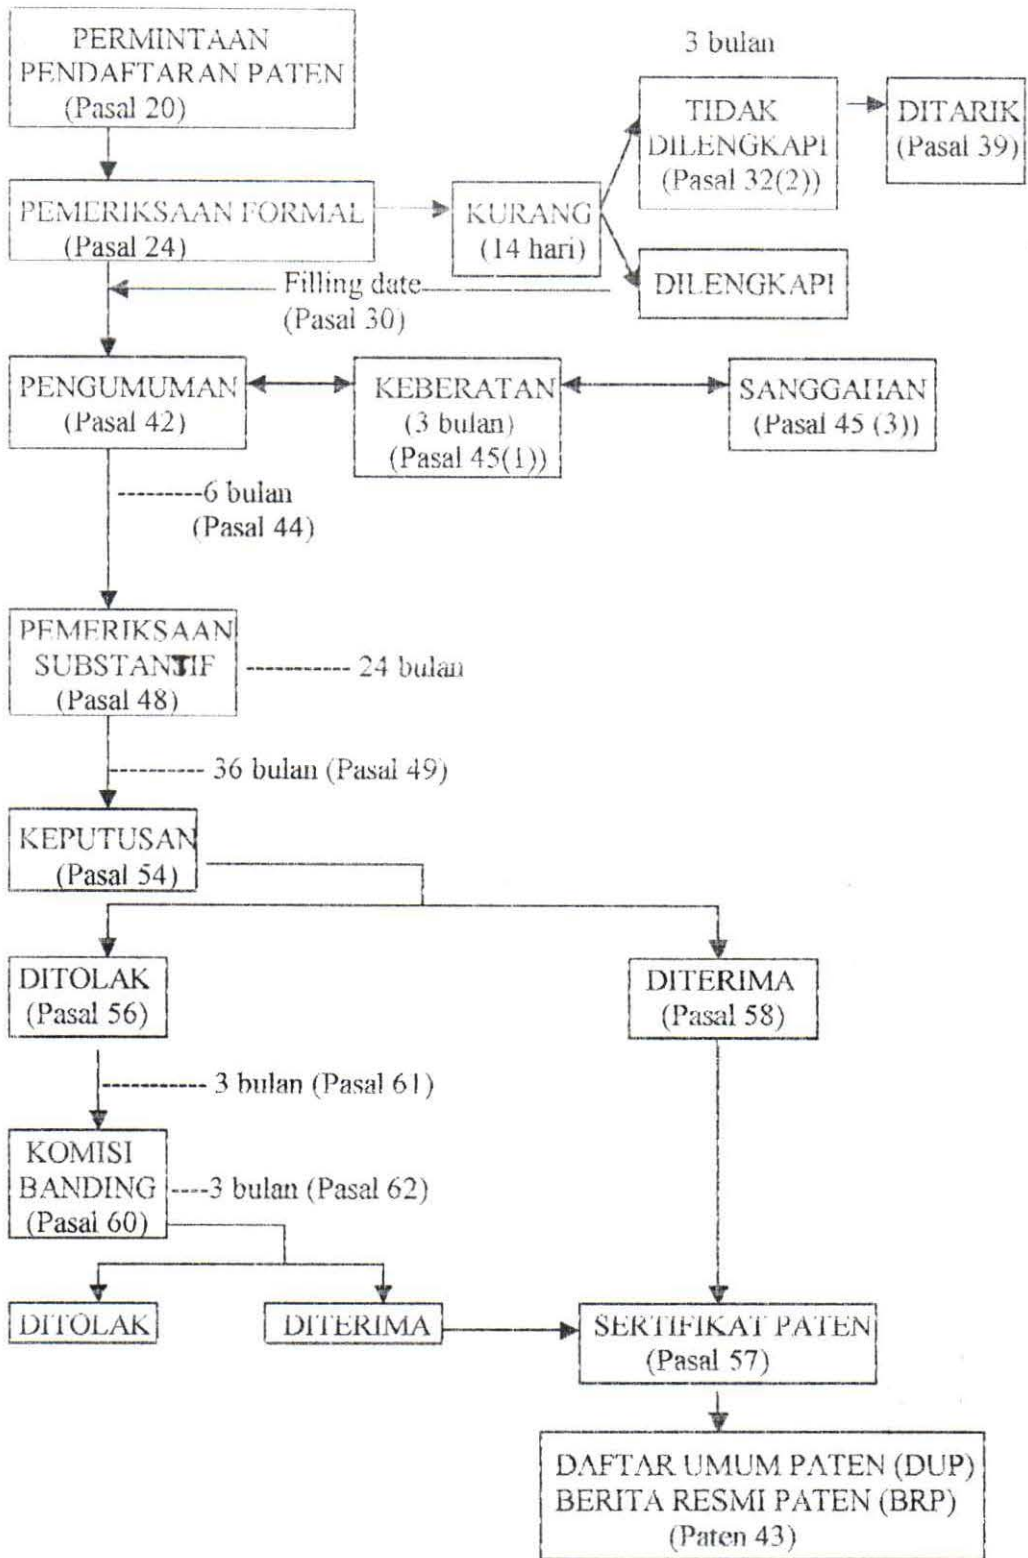 PERMINTAAN
PENDAFTARAN PATEN
(Pasal 20)
3 bulan
TIDAK
DILENGKAPI
(Pasal 32(2))
DITARIK
(Pasal 39)
PEMERIKSAAN FORMAL
(Pasal 24)
KURANG
(14 hari)
DILENGKAPI
Filling date
(Pasal 30)
PENGUMUMAN
(Pasal 42)
KEBERATAN
(3 bulan)
(Pasal 45(1))
SANGGAHAN
(Pasal 45 (3))
6 bulan
(Pasal 44)
PEMERIKSAAN
SUBSTANTIF
(Pasal 48)
24 bulan
36 bulan (Pasal 49)
KEPUTUSAN
(Pasal 54)
DITOLAK
(Pasal 56)
DITERIMA
(Pasal 58)
3 bulan (Pasal 61)
KOMISI
BANDING
(Pasal 60)
3 bulan (Pasal 62)
DITOLAK
DITERIMA
SERTIFIKAT PATEN
(Pasal 57)
DAFTAR UMUM PATEN (DUP)
BERITA RESMI PATEN (BRP)
(Paten 43)